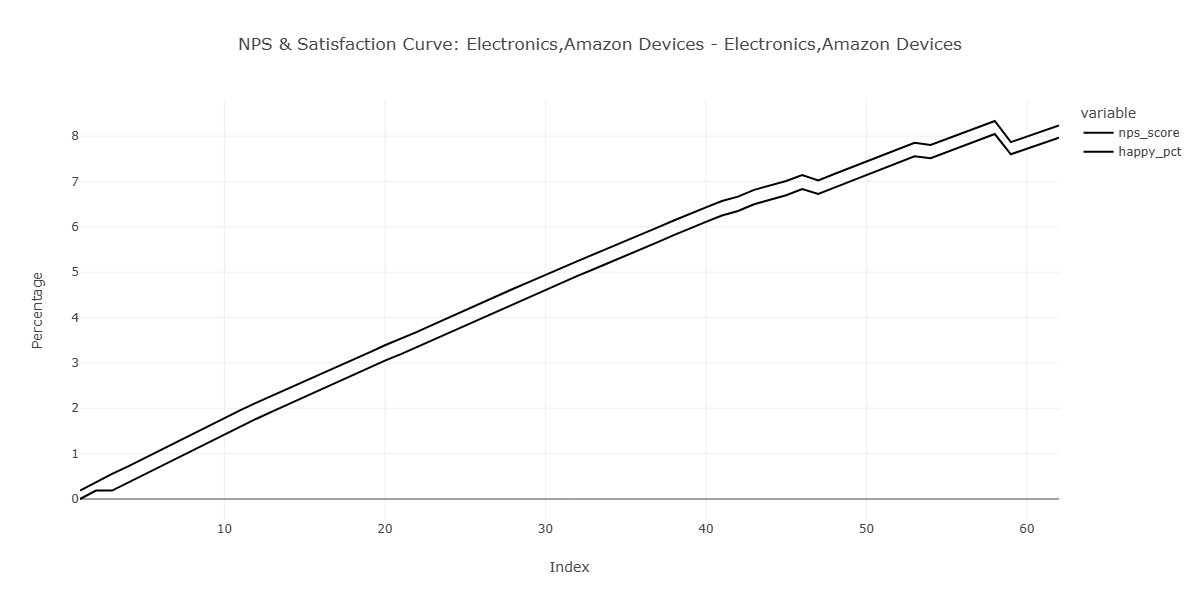 NPS & Satisfaction Curve: Electronics,Amazon Devices - Electronics,Amazon Devices
variable
nps_score
happy_pct
Percentage
8
7
6
5
4
3
2
1
0
10
20
30
40
50
60
Index